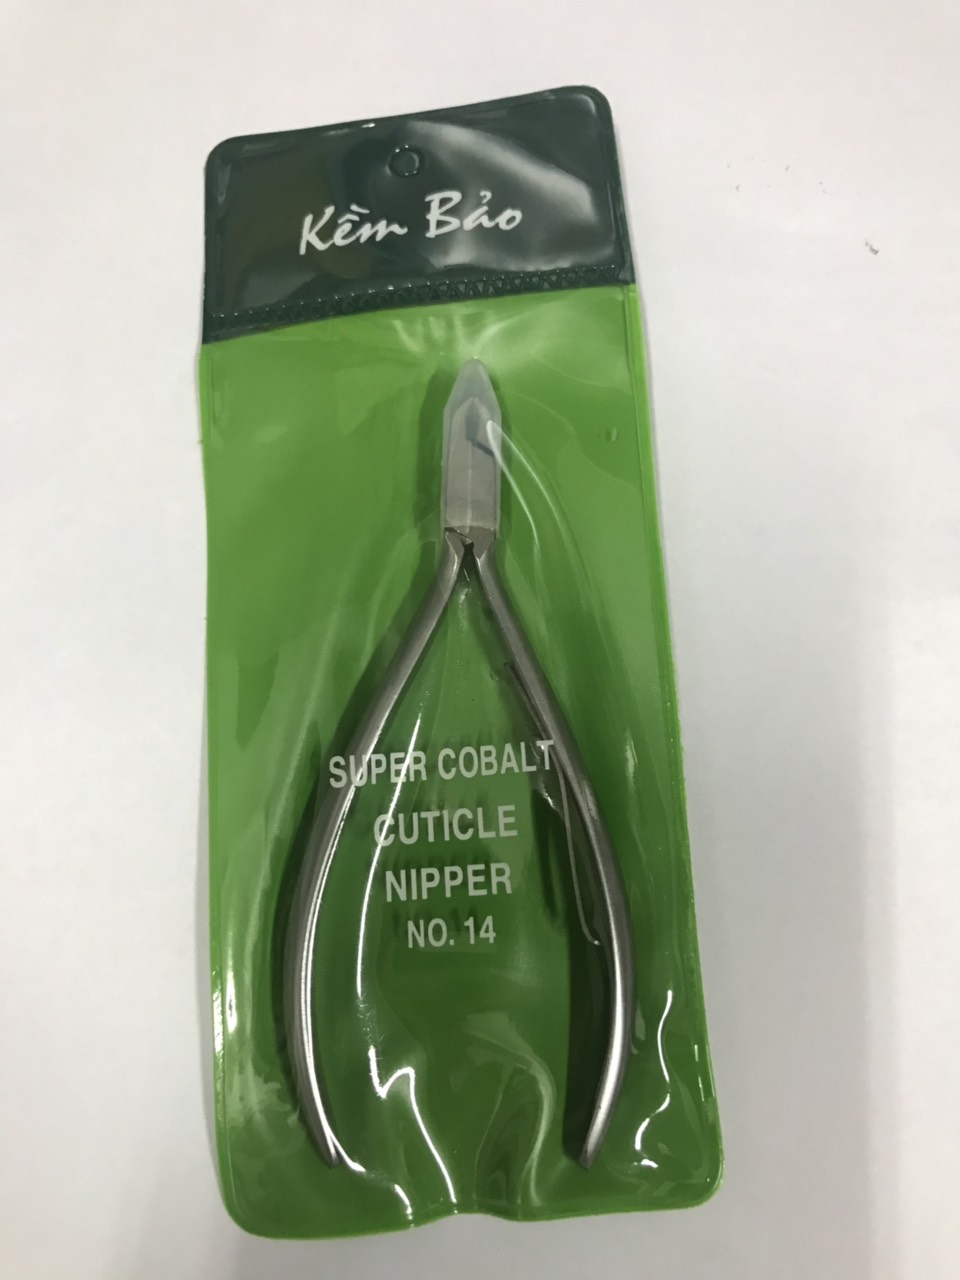 Kềm Bảo
SUPER COBALT
CUTICLE
NIPPER
NO. 14